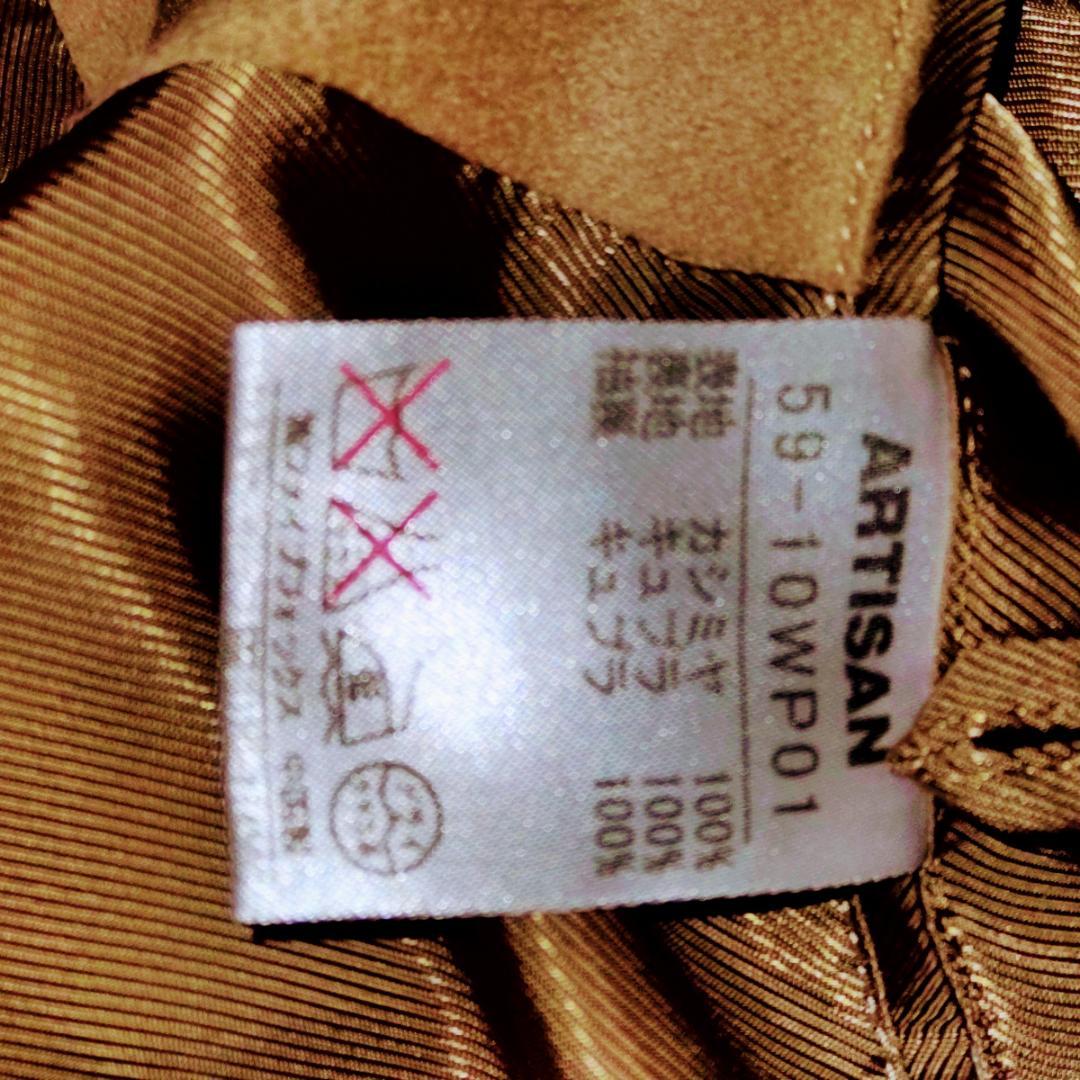 ARTISAN
59-10WP01
表地 カシミヤ 100%
裏地 キュプラ 100%
袖裏 キュプラ 100%